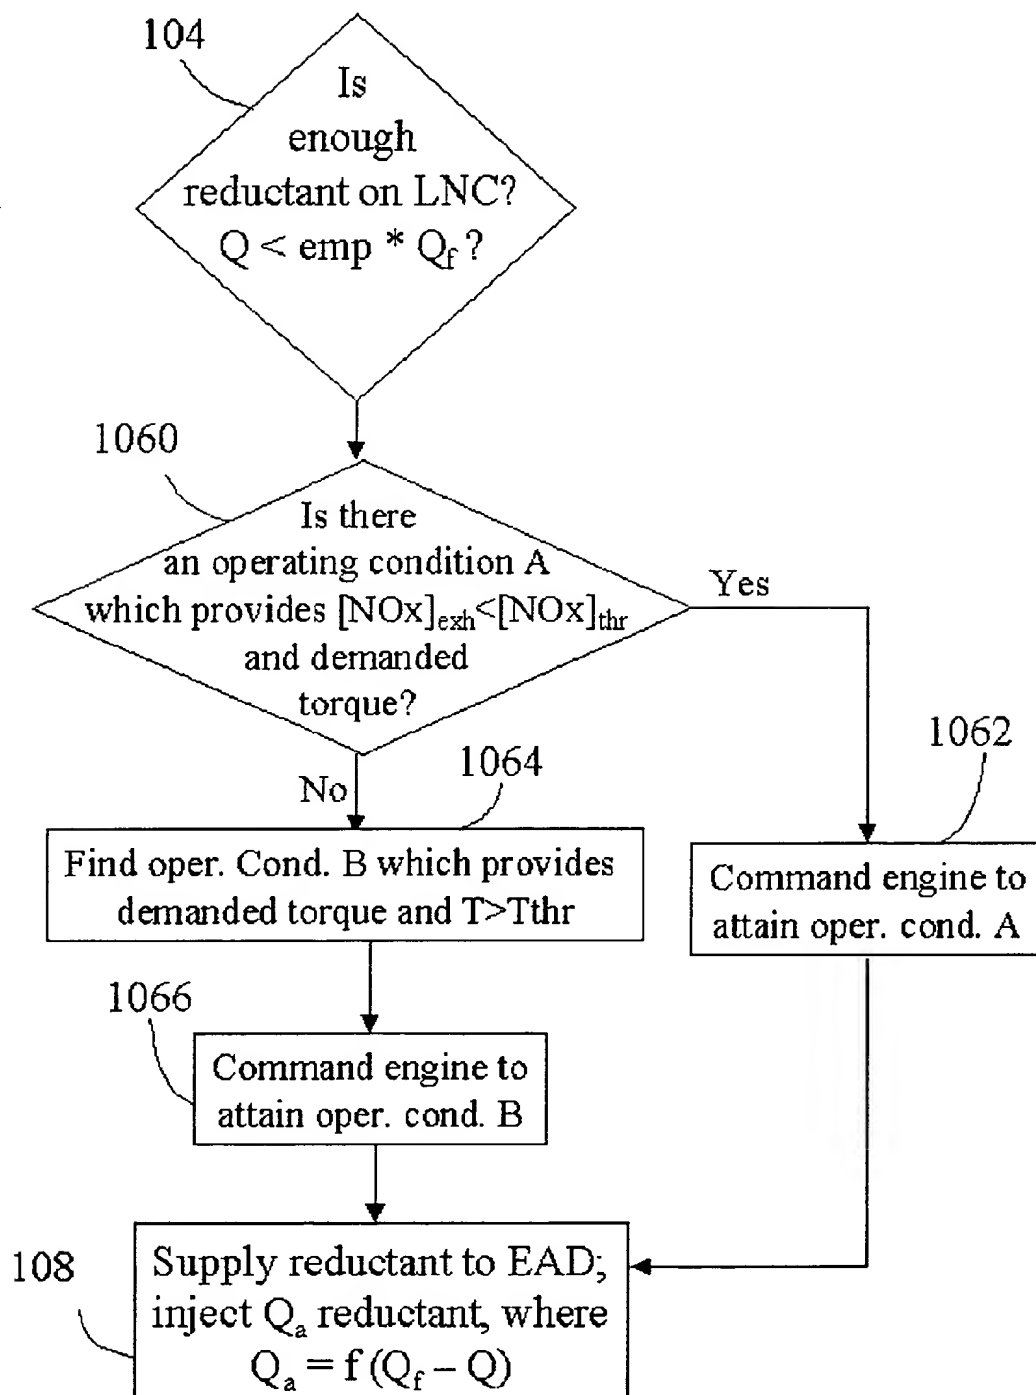 104
Is
enough
reductant on LNC?
Q < emp * Qf ?
1060
Is there
an operating condition A
which provides [NOx]exh<[NOx]thr
and demanded
torque?
Yes
No
1064
1062
Find oper. Cond. B which provides
demanded torque and T>Tthr
Command engine to
attain oper. cond. A
1066
Command engine to
attain oper. cond. B
108
Supply reductant to EAD;
inject Qa reductant, where
Qa = f (Qf – Q)